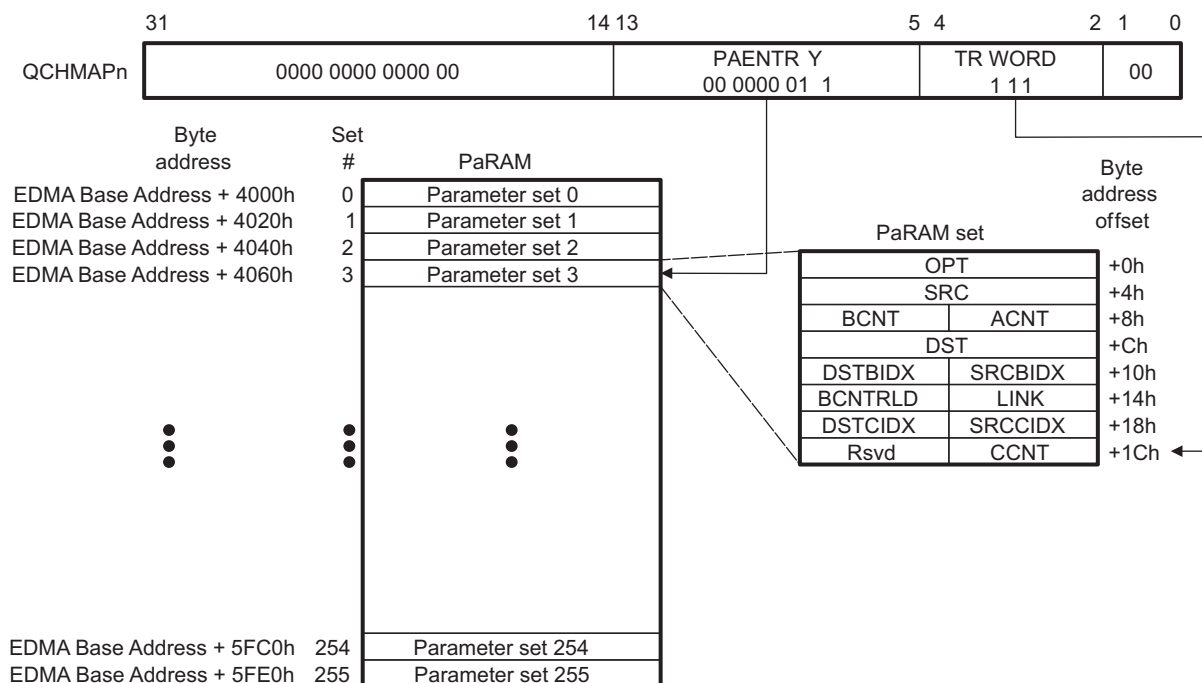 31 14 13 5 4 2 1 0
QCHMAPn 0000 0000 0000 00 PAENTR Y TR WORD 00
00 0000 01 1 1 11
Byte address Set # PaRAM
EDMA Base Address + 4000h 0 Parameter set 0
EDMA Base Address + 4020h 1 Parameter set 1
EDMA Base Address + 4040h 2 Parameter set 2
EDMA Base Address + 4060h 3 Parameter set 3
Byte address offset
PaRAM set
OPT +0h
SRC +4h
BCNT ACNT +8h
DST +Ch
DSTBIDX SRCBIDX +10h
BCNTRLD LINK +14h
DSTCIDX SRCCIDX +18h
Rsvd CCNT +1Ch
EDMA Base Address + 5FC0h 254 Parameter set 254
EDMA Base Address + 5FE0h 255 Parameter set 255